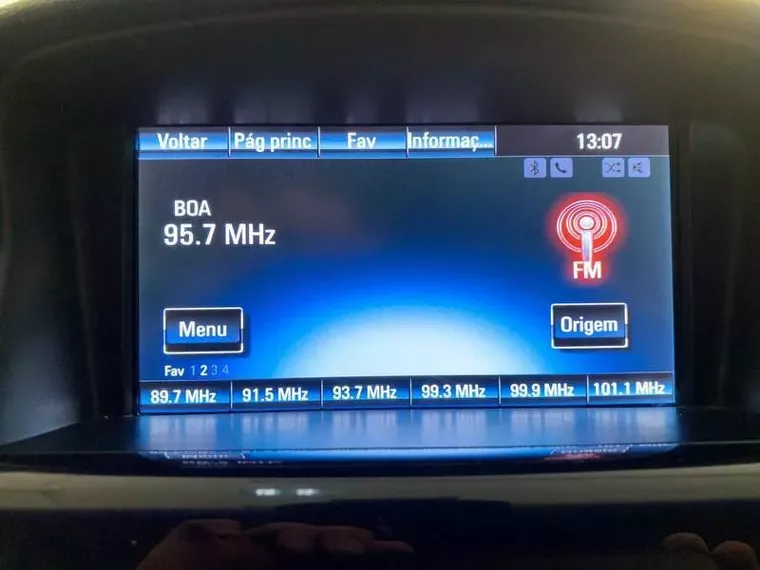 Voltar Pág princ Fav Informaç... 13:07
BOA
95.7 MHz
FM
Menu Origem
Fav 1 2 3 4
89.7 MHz 91.5 MHz 93.7 MHz 99.3 MHz 99.9 MHz 101.1 MHz